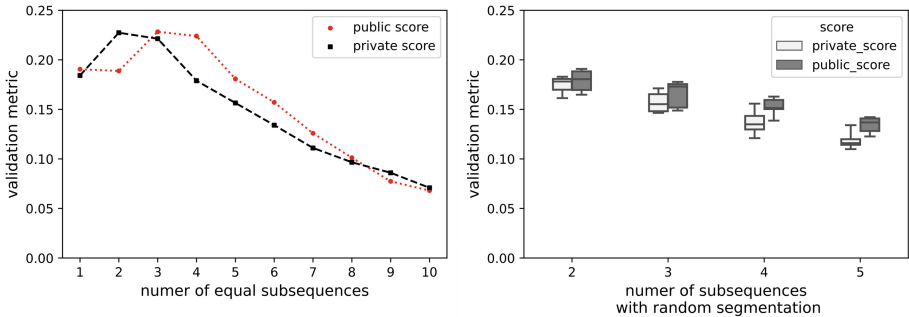 0.25
0.20
0.15
0.10
0.05
0.00
validation metric
public score
private score
1 2 3 4 5 6 7 8 9 10
numer of equal subsequences
0.25
0.20
0.15
0.10
0.05
0.00
validation metric
score
private_score
public_score
2 3 4 5
numer of subsequences
with random segmentation